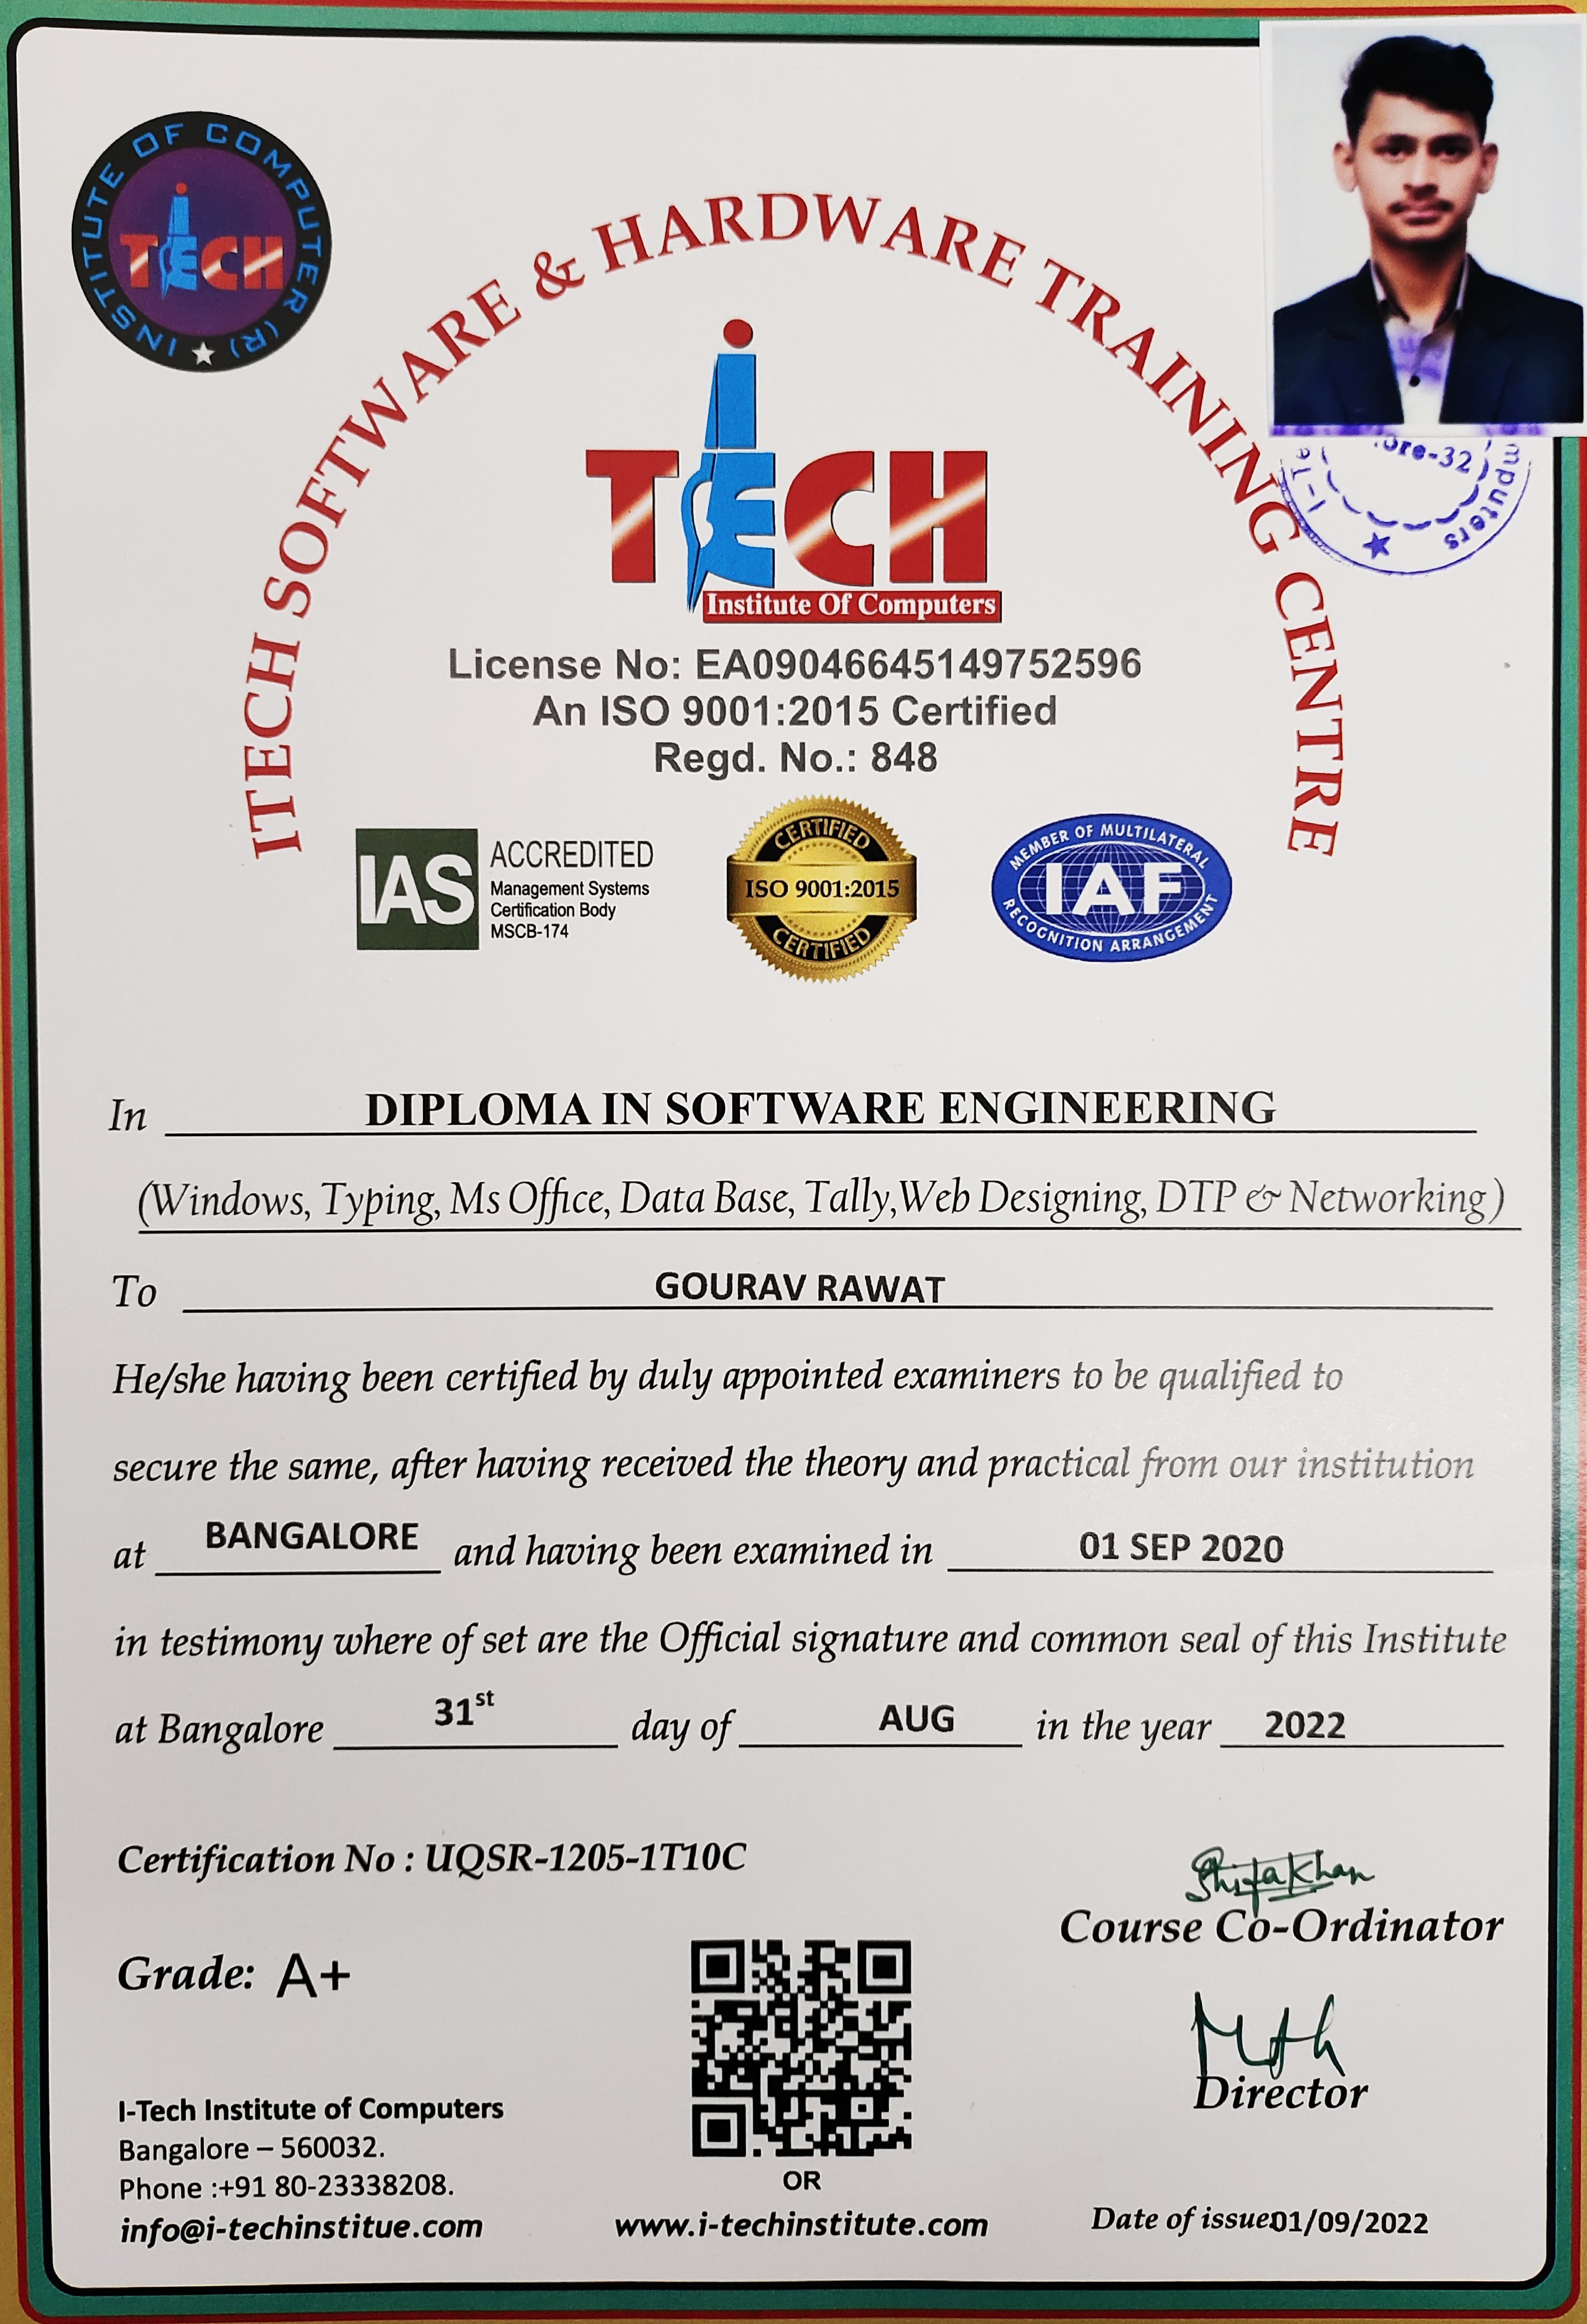 INSTITUTE OF COMPUTER (R)
iTECH
ITECH SOFTWARE & HARDWARE TRAINING CENTRE
iTECH
Institute Of Computers
License No: EA09046645149752596
An ISO 9001:2015 Certified
Regd. No.: 848
IAS ACCREDITED
Management Systems
Certification Body
MSCB-174
CERTIFIED
ISO 9001:2015
CERTIFIED
MEMBER OF MULTILATERAL
IAF
RECOGNITION ARRANGEMENT
ore-32
I-Te
mputers
In DIPLOMA IN SOFTWARE ENGINEERING
(Windows, Typing, Ms Office, Data Base, Tally,Web Designing, DTP & Networking)
To GOURAV RAWAT
He/she having been certified by duly appointed examiners to be qualified to
secure the same, after having received the theory and practical from our institution
at BANGALORE and having been examined in 01 SEP 2020
in testimony where of set are the Official signature and common seal of this Institute
at Bangalore 31st day of AUG in the year 2022
Certification No : UQSR-1205-1T10C
Shifa Khan
Course Co-Ordinator
Grade: A+
Director
I-Tech Institute of Computers
Bangalore – 560032.
Phone :+91 80-23338208.
info@i-techinstitue.com
OR
www.i-techinstitute.com
Date of issue:01/09/2022